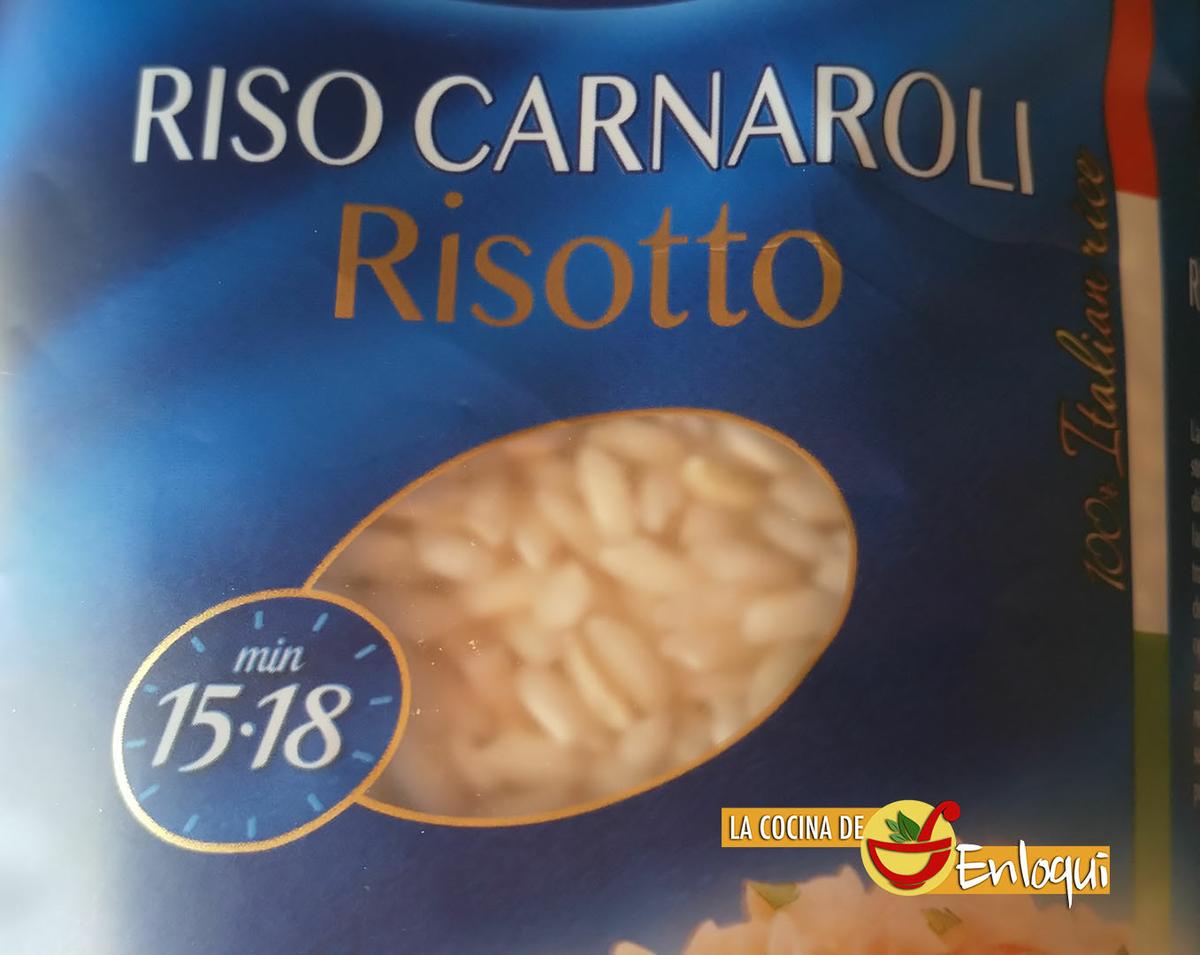 RISO CARNAROLI
Risotto
100% Italian rice
min
15·18
LA COCINA DE
Enloqui